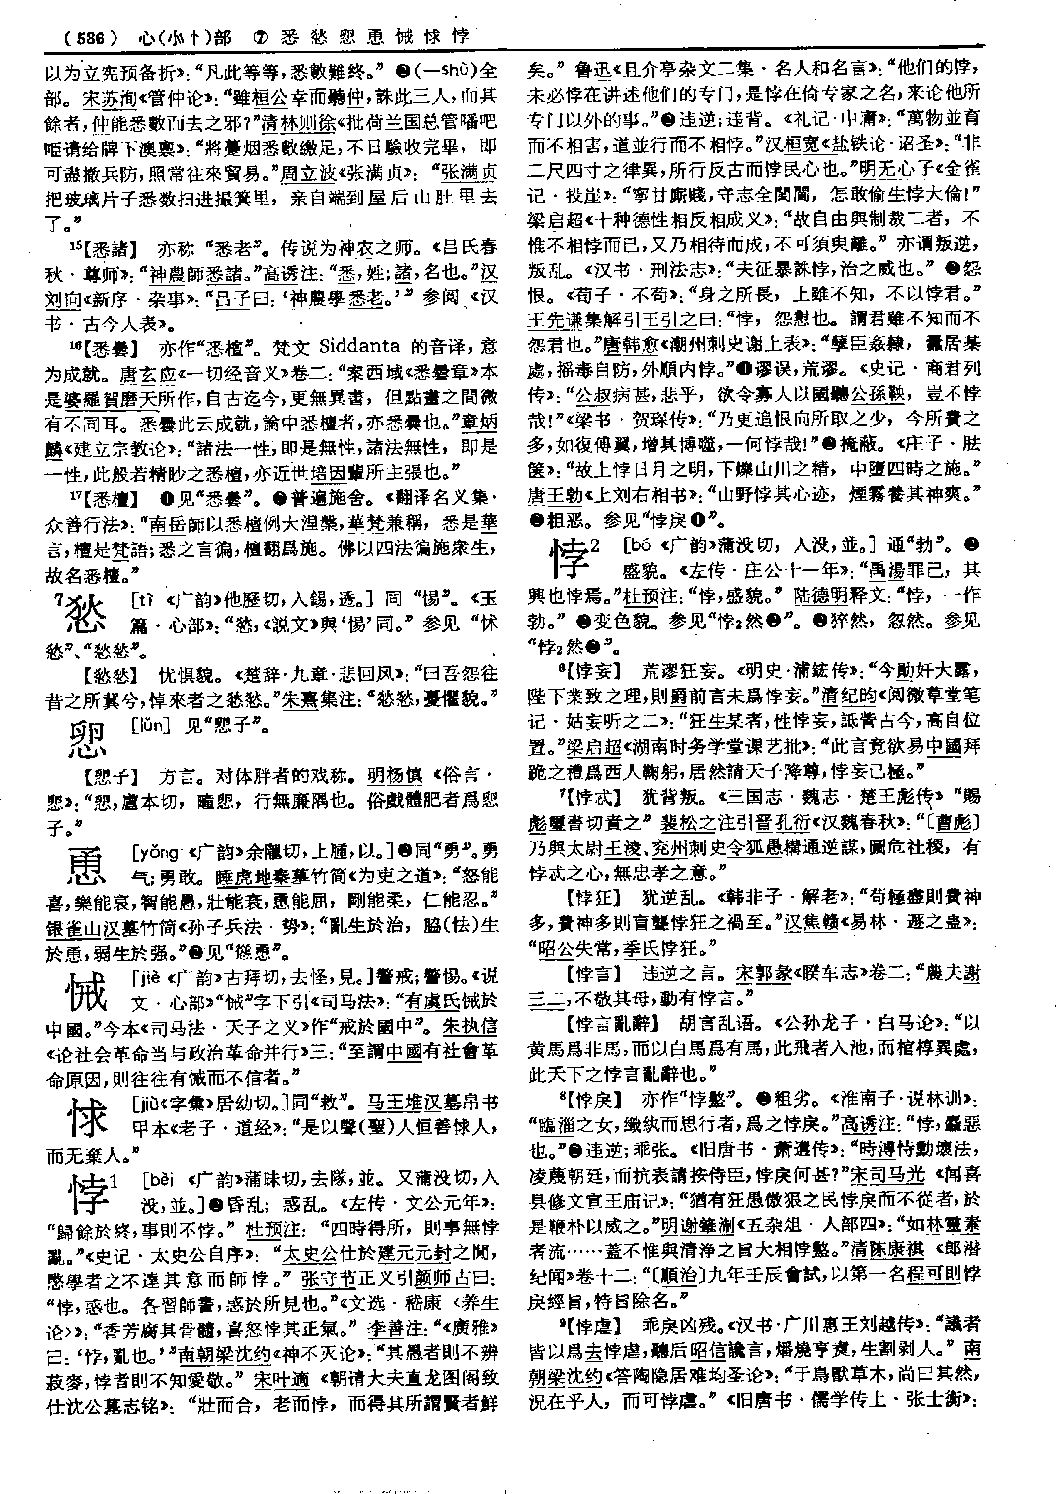 (536) 心(㣺忄)部 ⑦悉愁恕恿悈悇悖
以为立宪预备折》：“凡此等等，悉數難终。” ❷(—shǔ)全
部。宋苏洵《管仲论》：“雖桓公幸而聽仲，誅此三人，而其
餘者，仲能悉數而去之邪？”清林则徐《批荷兰国总管𠽿吧
𠰻请给牌下澳禀》：“將躉烟悉數繳足，不日驗收完畢，即
可盡撤兵防，照常往來貿易。”周立波《张满贞》：“张满贞
把玻璃片子悉数扫进撮箕里，亲自端到屋后山肚里去
了。”
¹⁵【悉諸】 亦称“悉老”。传说为神农之师。《吕氏春
秋·尊师》：“神農師悉諸。”高诱注：“悉，姓；諸，名也。”汉
刘向《新序·杂事》：“吕子曰：‘神農學悉老。’” 参阅《汉
书·古今人表》。
¹⁶【悉曇】 亦作“悉檀”。梵文 Siddanta 的音译，意
为成就。唐玄应《一切经音义》卷二：“案西域《悉曇章》本
是婆羅賀磨天所作，自古迄今，更無異書，但點畫之間微
有不同耳。悉曇此云成就，論中悉檀者，亦悉曇也。”章炳
麟《建立宗教论》：“諸法一性，即是無性，諸法無性，即是
一性，此般若精眇之悉檀，亦近世培因輩所主張也。”
¹⁷【悉檀】 ❶见“悉曇”。❷普遍施舍。《翻译名义集·
众善行法》：“南岳師以悉檀例大涅槃，華梵兼稱，悉是華
言，檀是梵語；悉之言徧，檀翻爲施。佛以四法徧施衆生，
故名悉檀。”
⁷悐 [tì 《广韵》他歷切，入錫，透。] 同“惕”。《玉
篇·心部》：“悐，《説文》與‘惕’同。” 参见“怵
悐”、“悐悐”。
【悐悐】 忧惧貌。《楚辞·九章·悲回风》：“曰吾怨往
昔之所冀兮，悼來者之悐悐。”朱熹集注：“悐悐，憂懼貌。”
[lǔn] 见“㤮子”。
【㤮子】 方言。对体胖者的戏称。明杨慎《俗言·
㤮》：“㤮，盧本切，𥉂㤮，行無廉隅也。俗戲體肥者爲㤮
子。”
恿 [yǒng 《广韵》余隴切，上腫，以。]❶同“勇”。勇
气；勇敢。睡虎地秦墓竹简《为吏之道》：“怒能
喜，樂能哀，智能愚，壯能衰，恿能屈，剛能柔，仁能忍。”
银雀山汉墓竹简《孙子兵法·势》：“亂生於治，脇(怯)生
於恿，弱生於强。”❷见“慫恿”。
悈 [jiè 《广韵》古拜切，去怪，見。]警戒；警惕。《说
文·心部》“悈”字下引《司马法》：“有虞氏悈於
中國。”今本《司马法·天子之义》作“戒於國中”。朱执信
《论社会革命当与政治革命并行》三：“至謂中國有社會革
命原因，则往往有悈而不信者。”
㤹 [jiù《字彙》居幼切。]同“救”。马王堆汉墓帛书
甲本《老子·道经》：“是以聲(聖)人恒善㤹人，
而无棄人。”
悖¹ [bèi 《广韵》蒲昧切，去隊，並。又蒲没切，入
没，並。]❶昏乱；惑乱。《左传·文公元年》：
“歸餘於終，事則不悖。” 杜预注：“四時得所，則事無悖
亂。”《史记·太史公自序》：“太史公仕於建元元封之閒，
愍學者之不達其意而師悖。” 张守节正义引颜师古曰：
“悖，惑也。各習師書，惑於所見也。”《文选·嵇康〈养生
论〉》：“香芳腐其骨髓，喜怒悖其正氣。” 李善注：“《廣雅》
曰：‘悖，亂也。’”南朝梁沈约《神不灭论》：“其愚者則不辨
菽麥，悖者則不知愛敬。” 宋叶適《朝请大夫直龙图阁致
仕沈公墓志铭》：“壯而合，老而悖，而得其所謂賢者鮮
矣。”鲁迅《且介亭杂文二集·名人和名言》：“他们的悖，
未必悖在讲述他们的专门，是悖在倚专家之名，来论他所
专门以外的事。”❷违逆；违背。《礼记·中庸》：“萬物並育
而不相害，道並行而不相悖。”汉桓宽《盐铁论·诏圣》：“非
二尺四寸之律異，所行反古而悖民心也。”明无心子《金雀
记·投崖》：“寧甘厮賤，守志全閨閫，怎敢偷生悖大倫！”
梁启超《十种德性相反相成义》：“故自由與制裁二者，不
惟不相悖而已，又乃相待而成，不可須臾離。” 亦谓叛逆，
叛乱。《汉书·刑法志》：“夫征暴誅悖，治之威也。” ❸怨
恨。《荀子·不苟》：“身之所長，上雖不知，不以悖君。”
王先谦集解引王引之曰：“悖，怨懟也。謂君雖不知而不
怨君也。”唐韩愈《潮州刺史谢上表》：“孽臣姦隸，蠹居棊
處，摇毒自防，外順内悖。”❹谬误，荒谬。《史记·商君列
传》：“公叔病甚，悲乎，欲令寡人以國聽公孫鞅，豈不悖
哉！”《梁书·贺琛传》：“乃更追恨向所取之少，今所費之
多，如復傅翼，增其搏噬，一何悖哉！”❺掩蔽。《庄子·胠
箧》：“故上悖日月之明，下爍山川之精，中墮四時之施。”
唐王勃《上刘右相书》：“山野悖其心迹，煙霧養其神爽。”
❻粗恶。参见“悖戾❶”。
悖² [bó 《广韵》蒲没切，入没，並。] 通“勃”。❶
盛貌。《左传·庄公十一年》：“禹湯罪己，其
興也悖焉。”杜预注：“悖，盛貌。” 陆德明释文：“悖，一作
勃。” ❷变色貌。参见“悖₂然❷”。❸猝然，忽然。参见
“悖₂然❸”。
⁶【悖妄】 荒谬狂妄。《明史·浦鋐传》：“今勛奸大露，
陛下業致之理，則爵前言未爲悖妄。”清纪昀《阅微草堂笔
记·姑妄听之二》：“狂生某者，性悖妄，詆訾古今，高自位
置。”梁启超《湖南时务学堂课艺批》：“此言竟欲易中國拜
跪之禮爲西人鞠躬，居然請天子降尊，悖妄已極。”
⁷【悖忒】 犹背叛。《三国志·魏志·楚王彪传》“賜
彪璽書切責之” 裴松之注引晋孔衍《汉魏春秋》：“〔曹彪〕
乃與太尉王淩、兖州刺史令狐愚構通逆謀，圖危社稷，有
悖忒之心，無忠孝之意。”
【悖狂】 犹逆乱。《韩非子·解老》：“苟極盡則費神
多，費神多則盲聾悖狂之禍至。”汉焦赣《易林·遯之蛊》：
“昭公失常，季氏悖狂。”
【悖言】 违逆之言。宋郭彖《睽车志》卷二：“農夫謝
三二，不敬其母，動有悖言。”
【悖言亂辭】 胡言乱语。《公孙龙子·白马论》：“以
黄馬爲非馬，而以白馬爲有馬，此飛者入池，而棺椁異處，
此天下之悖言亂辭也。”
⁸【悖戾】 亦作“悖盭”。❶粗劣。《淮南子·说林训》：
“臨淄之女，織紈而思行者，爲之悖戾。”高诱注：“悖，麤惡
也。”❷违逆；乖张。《旧唐书·萧遘传》：“時溥恃勳壞法，
凌蔑朝廷，而抗表請按侍臣，悖戾何甚？”宋司马光《闻喜
县修文宣王庙记》：“猶有狂愚傲狠之民悖戾而不從者，於
是鞭朴以威之。”明谢肇淛《五杂俎·人部四》：“如林靈素
者流……蓋不惟與清淨之旨大相悖盭。”清陈康祺《郎潜
纪闻》卷十二：“〔順治〕九年壬辰會試，以第一名程可則悖
戾經旨，特旨除名。”
⁹【悖虐】 乖戾凶残。《汉书·广川惠王刘越传》：“議者
皆以爲去悖虐，聽后昭信讒言，燔燒亨煑，生割剥人。” 南
朝梁沈约《答陶隐居难均圣论》：“于鳥獸草木，尚曰其然，
况在乎人，而可悖虐。” 《旧唐书·儒学传上·张士衡》：